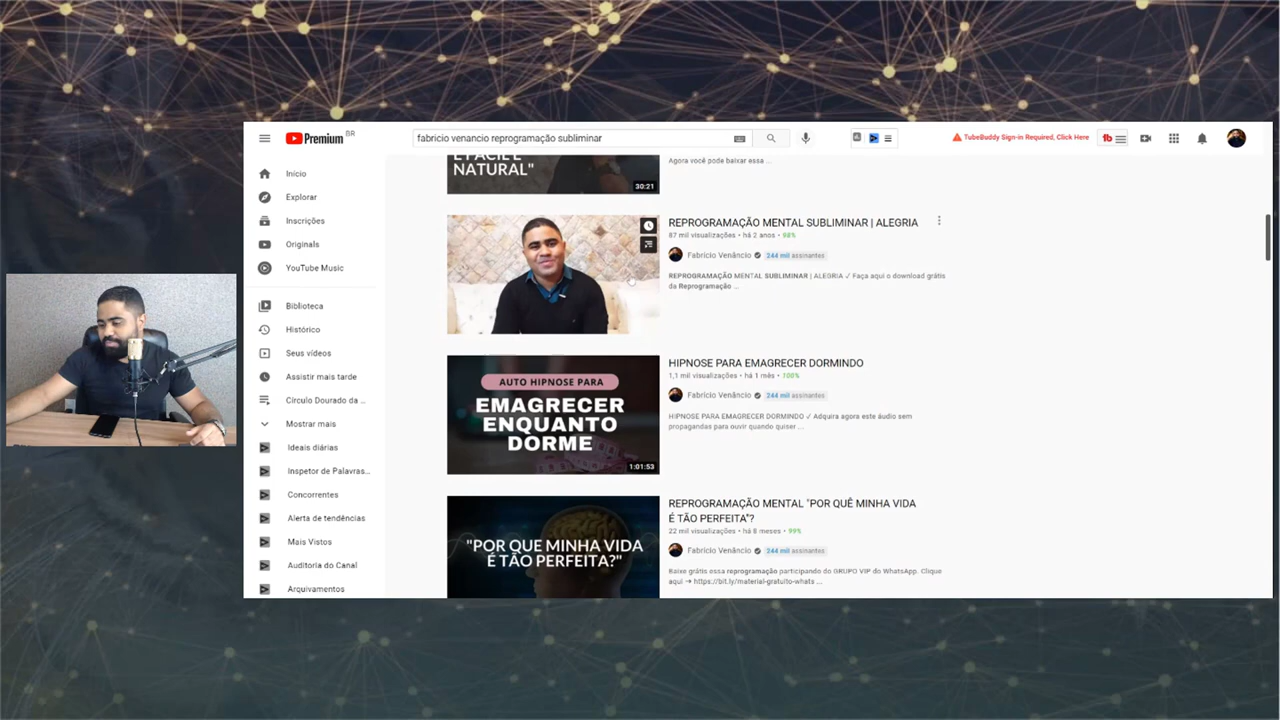 Premium BR
fabricio venancio reprogramação subliminar
TubeBuddy Sign-in Required, Click Here
tb
Início
Explorar
Inscrições
Originals
YouTube Music
Biblioteca
Histórico
Seus vídeos
Assistir mais tarde
Círculo Dourado da ...
Mostrar mais
Ideais diárias
Inspetor de Palavras...
Concorrentes
Alerta de tendências
Mais Vistos
Auditoria do Canal
Arquivamentos
É FÁCIL E
NATURAL"
30:21
Agora você pode baixar essa ...
REPROGRAMAÇÃO MENTAL SUBLIMINAR | ALEGRIA
87 mil visualizações • há 2 anos • 98%
Fabrício Venâncio 244 mil assinantes
REPROGRAMAÇÃO MENTAL SUBLIMINAR | ALEGRIA ✓ Faça aqui o download grátis
da Reprogramação ...
AUTO HIPNOSE PARA
EMAGRECER
ENQUANTO
DORME
1:01:53
HIPNOSE PARA EMAGRECER DORMINDO
1,1 mil visualizações • há 1 mês • 100%
Fabrício Venâncio 244 mil assinantes
HIPNOSE PARA EMAGRECER DORMINDO ✓ Adquira agora este áudio sem
propagandas para ouvir quando quiser ...
"POR QUE MINHA VIDA
É TÃO PERFEITA?"
REPROGRAMAÇÃO MENTAL "POR QUÊ MINHA VIDA
É TÃO PERFEITA"?
22 mil visualizações • há 8 meses • 99%
Fabrício Venâncio 244 mil assinantes
Baixe grátis essa reprogramação participando do GRUPO VIP do WhatsApp. Clique
aqui ➜ https://bit.ly/material-gratuito-whats ...